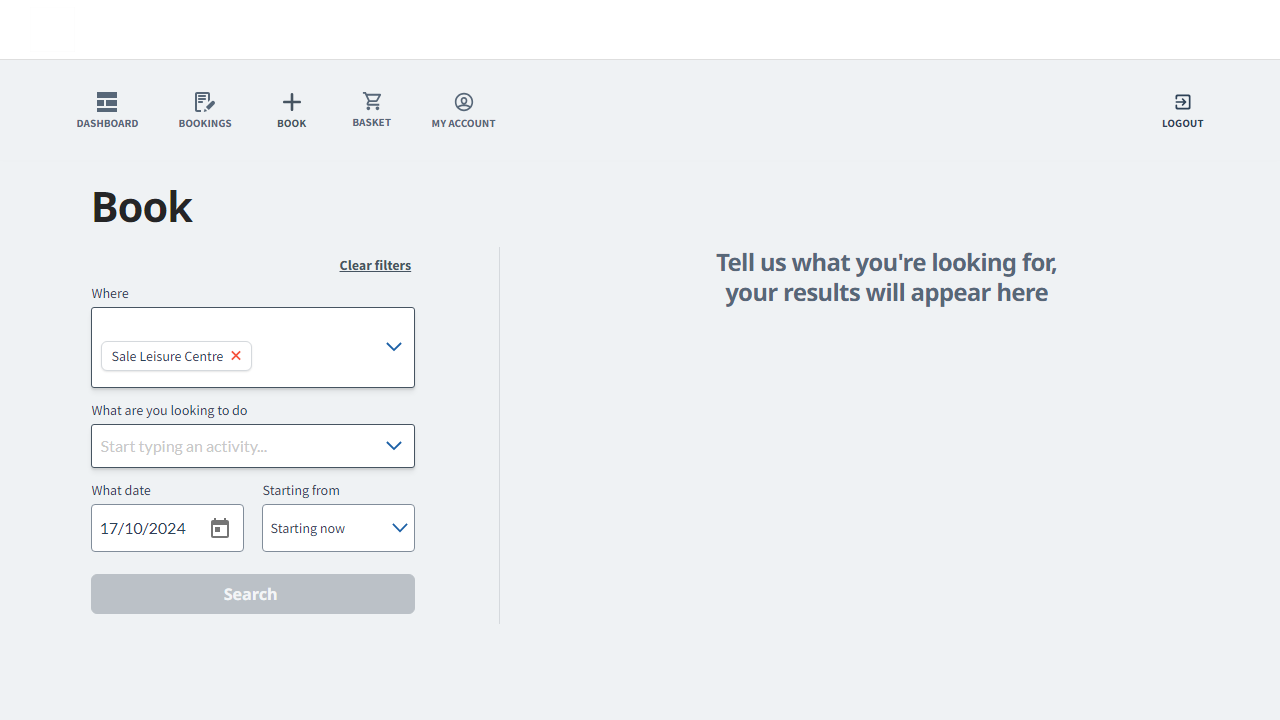 DASHBOARD
BOOKINGS
BOOK
BASKET
MY ACCOUNT
LOGOUT
Book
Clear filters
Where
Sale Leisure Centre
What are you looking to do
Start typing an activity...
What date
Starting from
17/10/2024
Starting now
Search
Tell us what you're looking for,
your results will appear here